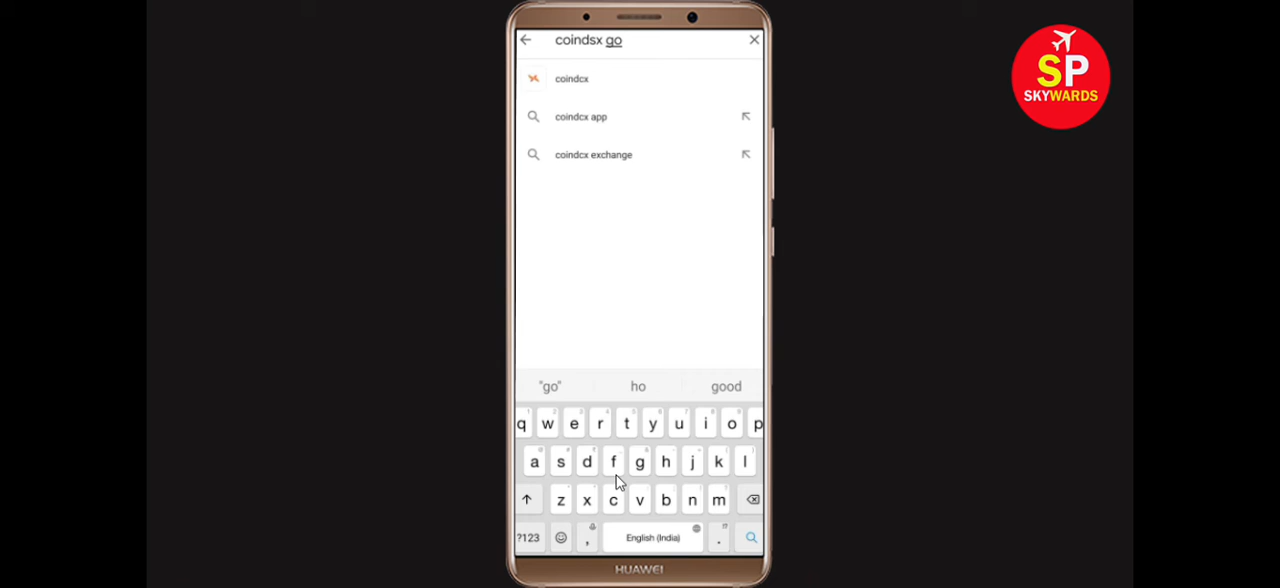 coindsx go
coindcx
coindcx app
coindcx exchange
"go" ho good
q w e r t y u i o p
a s d f g h j k l
z x c v b n m
?123 , English (India) .
HUAWEI
SP
SKYWARDS